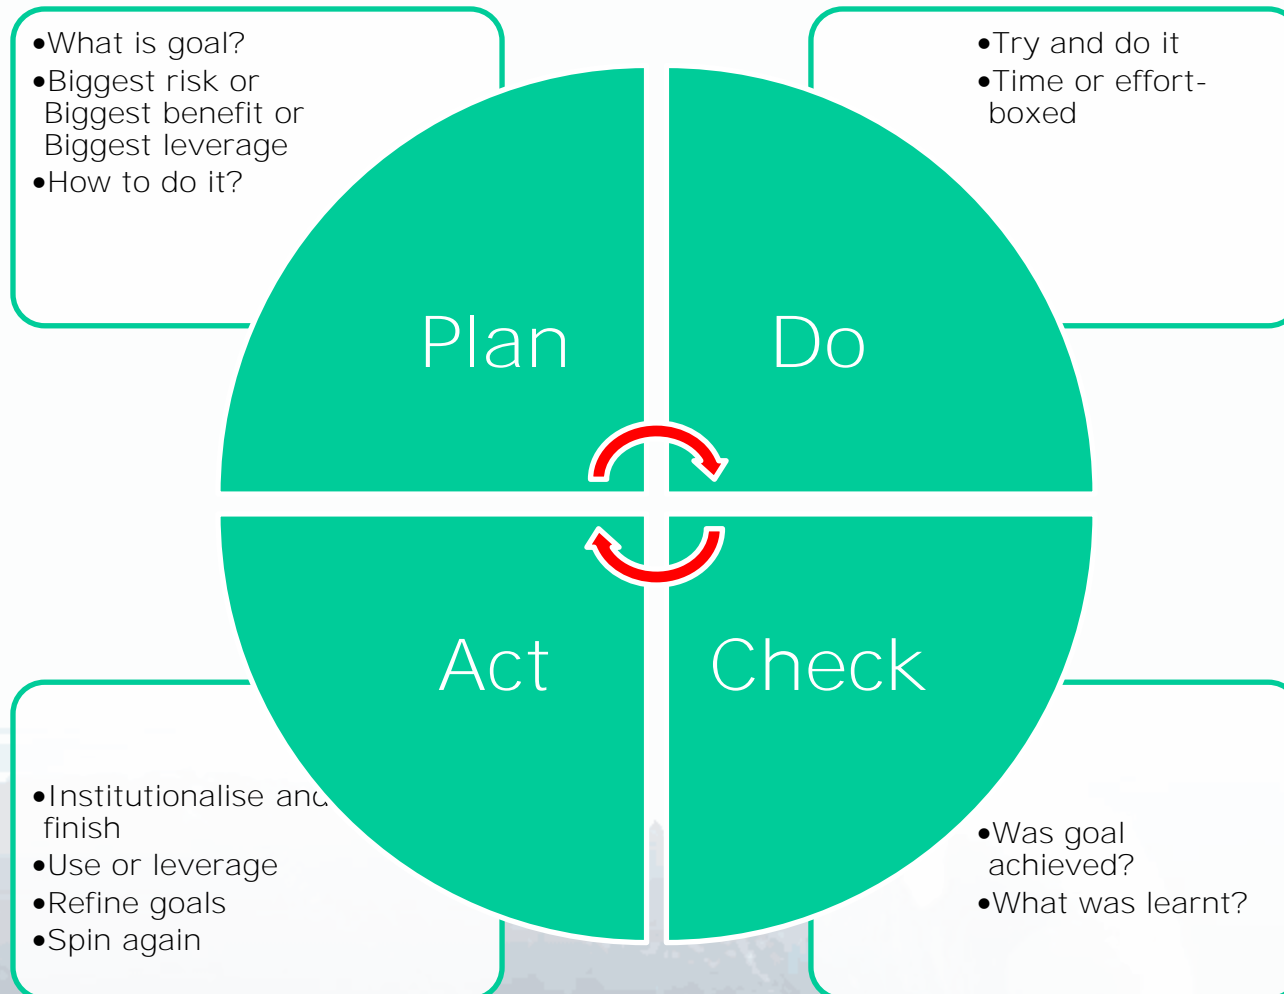 •What is goal?
•Biggest risk or
Biggest benefit or
Biggest leverage
•How to do it?
•Try and do it
•Time or effort-
boxed
Plan
Do
Act
Check
•Institutionalise and
finish
•Use or leverage
•Refine goals
•Spin again
•Was goal
achieved?
•What was learnt?